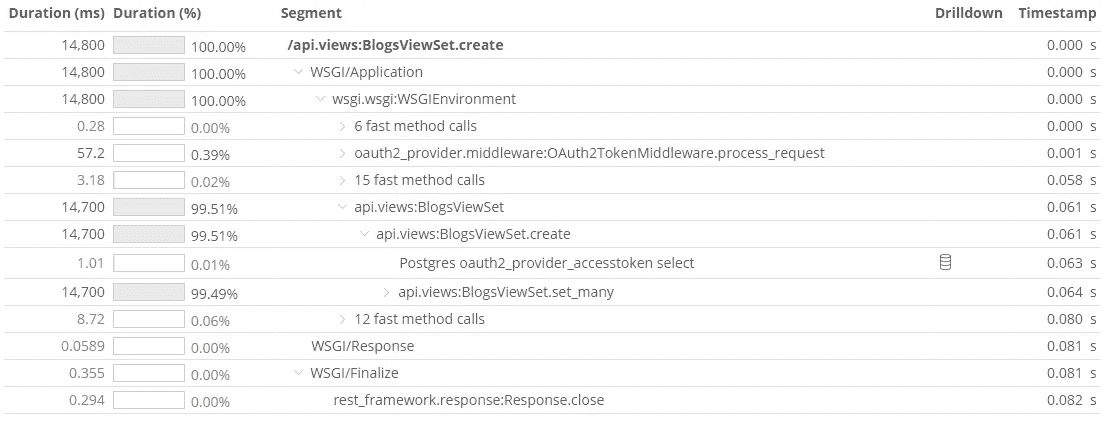 Duration (ms) Duration (%) Segment Drilldown Timestamp
14,800 100.00% /api.views:BlogsViewSet.create 0.000 s
14,800 100.00% WSGI/Application 0.000 s
14,800 100.00% wsgi.wsgi:WSGIEnvironment 0.000 s
0.28 0.00% 6 fast method calls 0.000 s
57.2 0.39% oauth2_provider.middleware:OAuth2TokenMiddleware.process_request 0.001 s
3.18 0.02% 15 fast method calls 0.058 s
14,700 99.51% api.views:BlogsViewSet 0.061 s
14,700 99.51% api.views:BlogsViewSet.create 0.061 s
1.01 0.01% Postgres oauth2_provider_accesstoken select 0.063 s
14,700 99.49% api.views:BlogsViewSet.set_many 0.064 s
8.72 0.06% 12 fast method calls 0.080 s
0.0589 0.00% WSGI/Response 0.081 s
0.355 0.00% WSGI/Finalize 0.081 s
0.294 0.00% rest_framework.response:Response.close 0.082 s